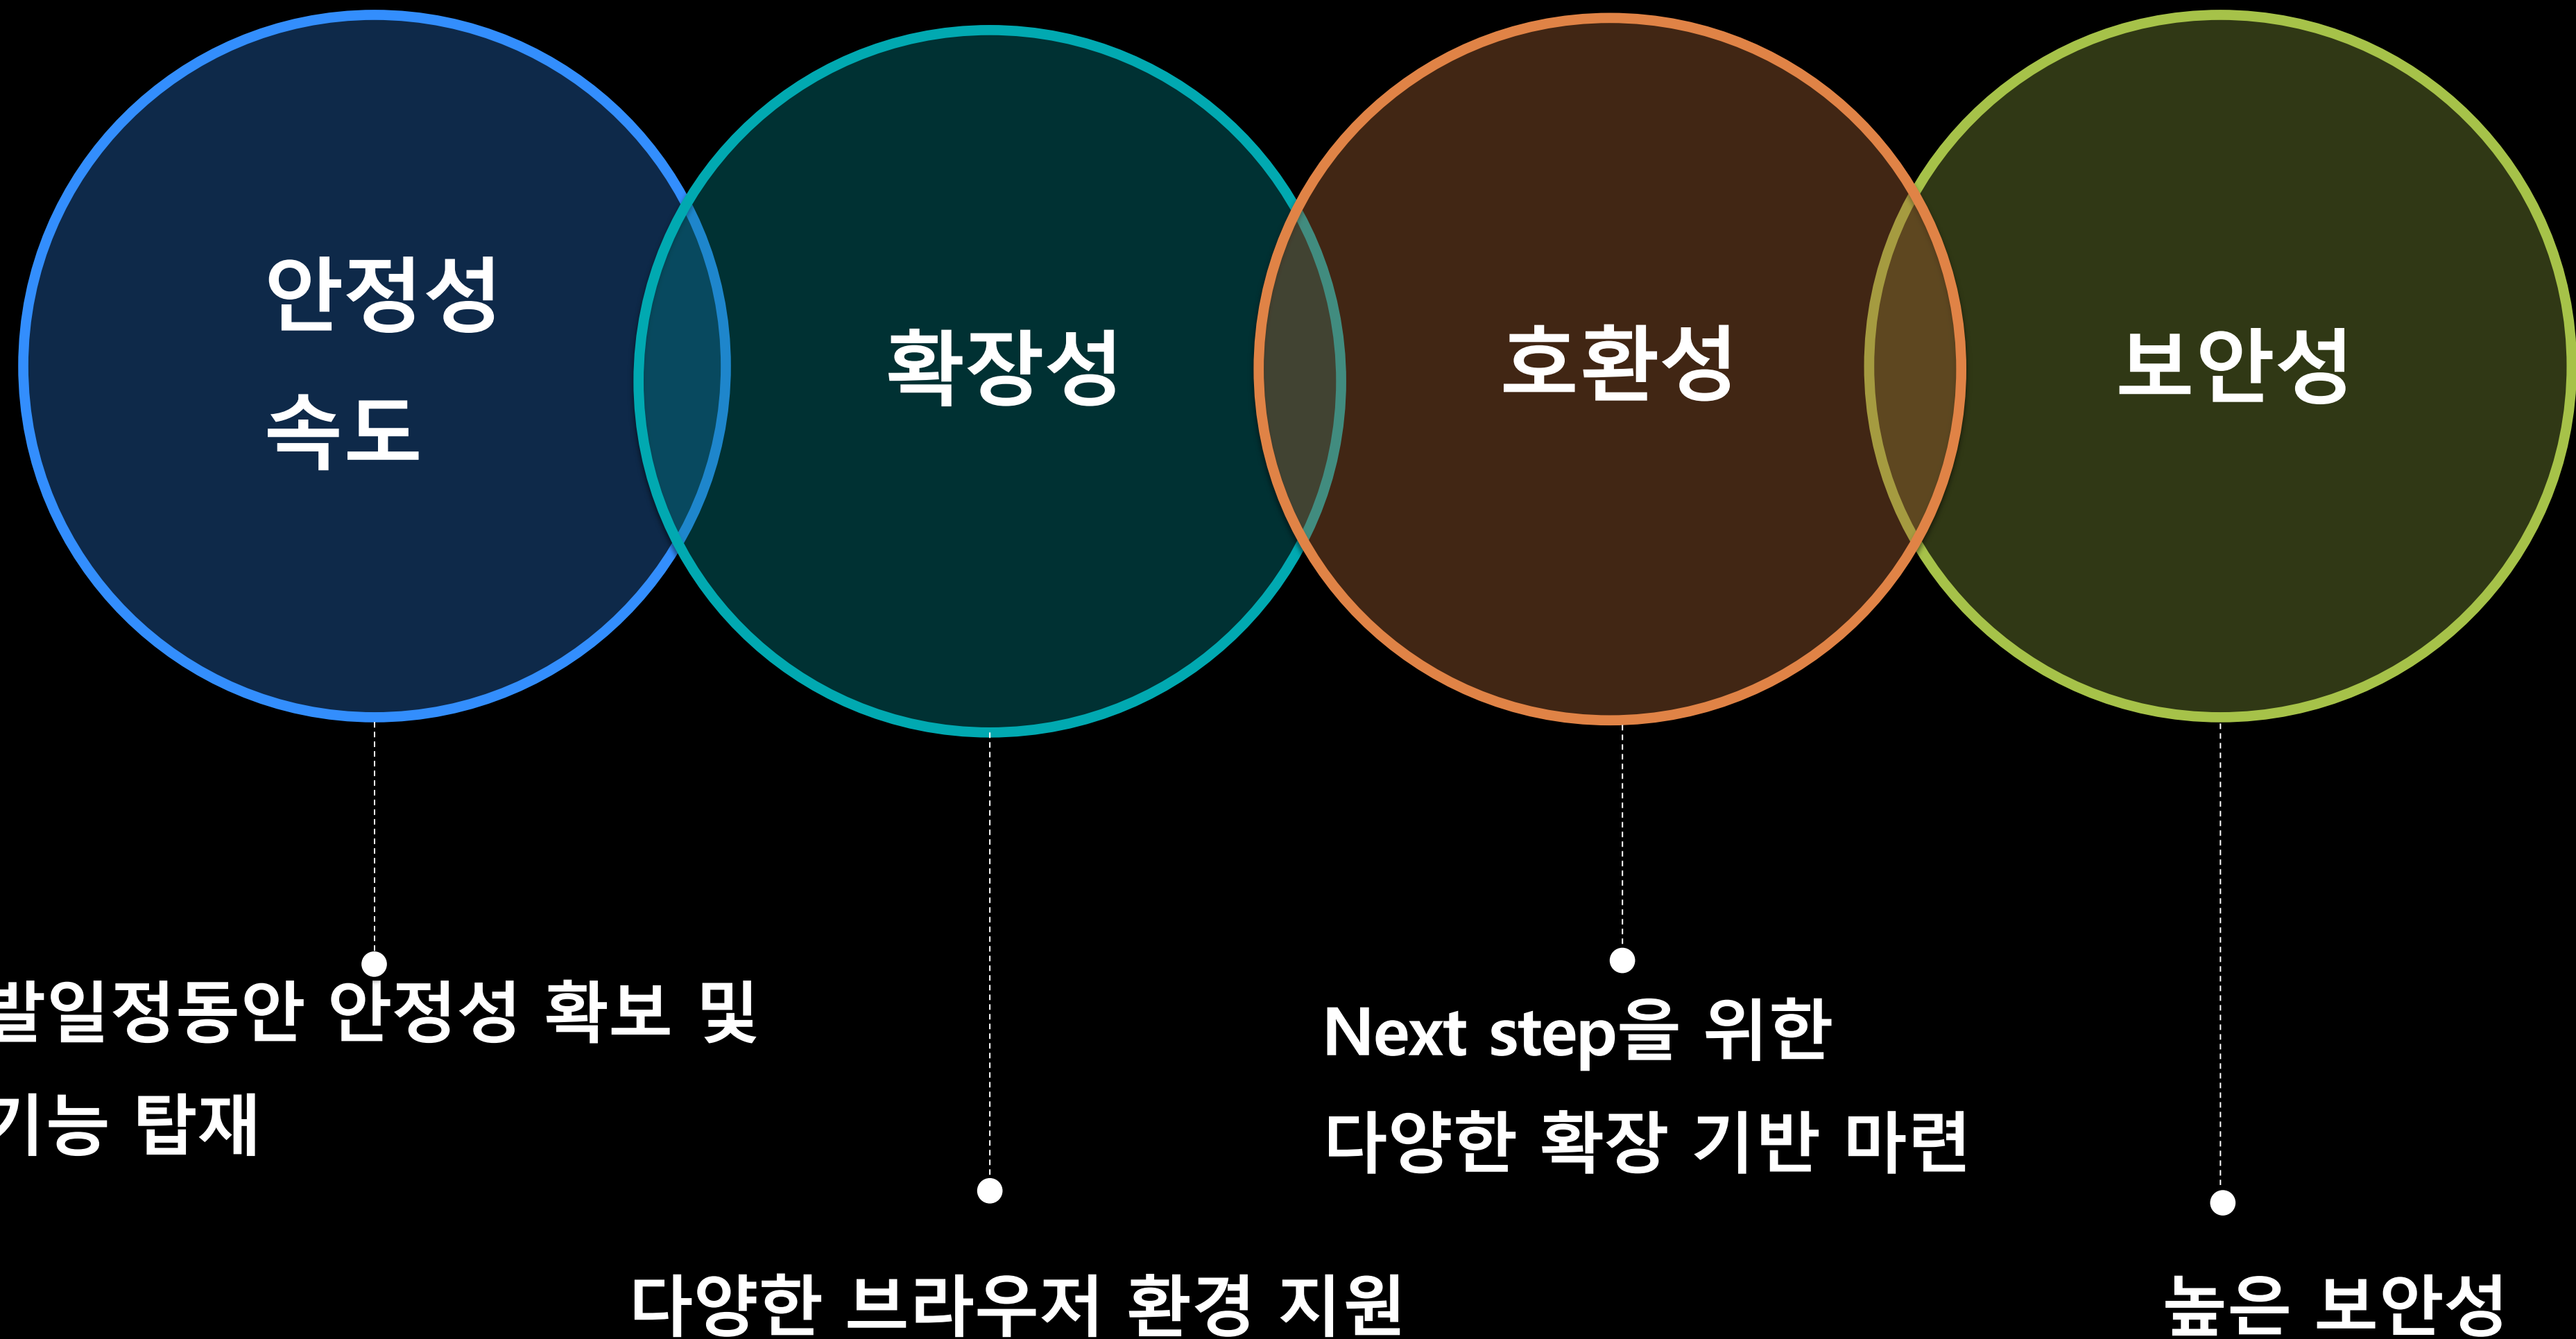 안정성
속도
확장성
호환성
보안성
발일정동안 안정성 확보 및
기능 탑재
다양한 브라우저 환경 지원
Next step을 위한
다양한 확장 기반 마련
높은 보안성